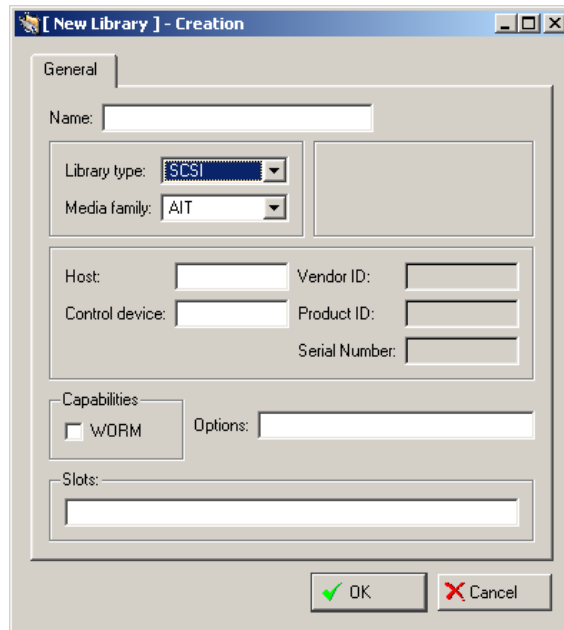 [ New Library ] - Creation
General
Name:
Library type: SCSI
Media family: AIT
Host:
Vendor ID:
Control device:
Product ID:
Serial Number:
Capabilities
WORM
Options:
Slots:
OK
Cancel